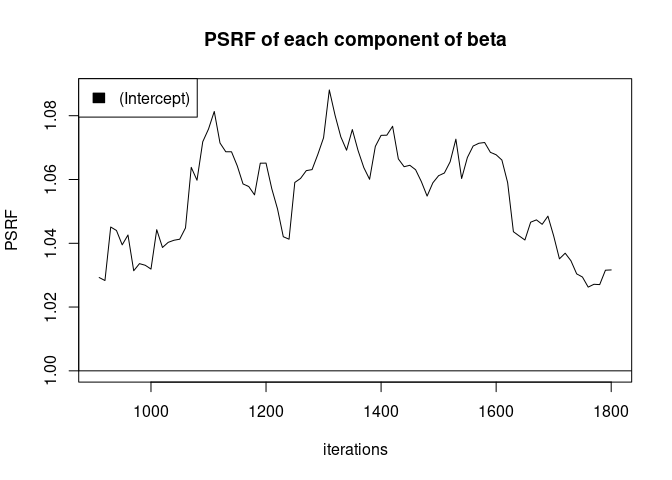 PSRF of each component of beta
(Intercept)
PSRF
1.08
1.06
1.04
1.02
1.00
1000 1200 1400 1600 1800
iterations